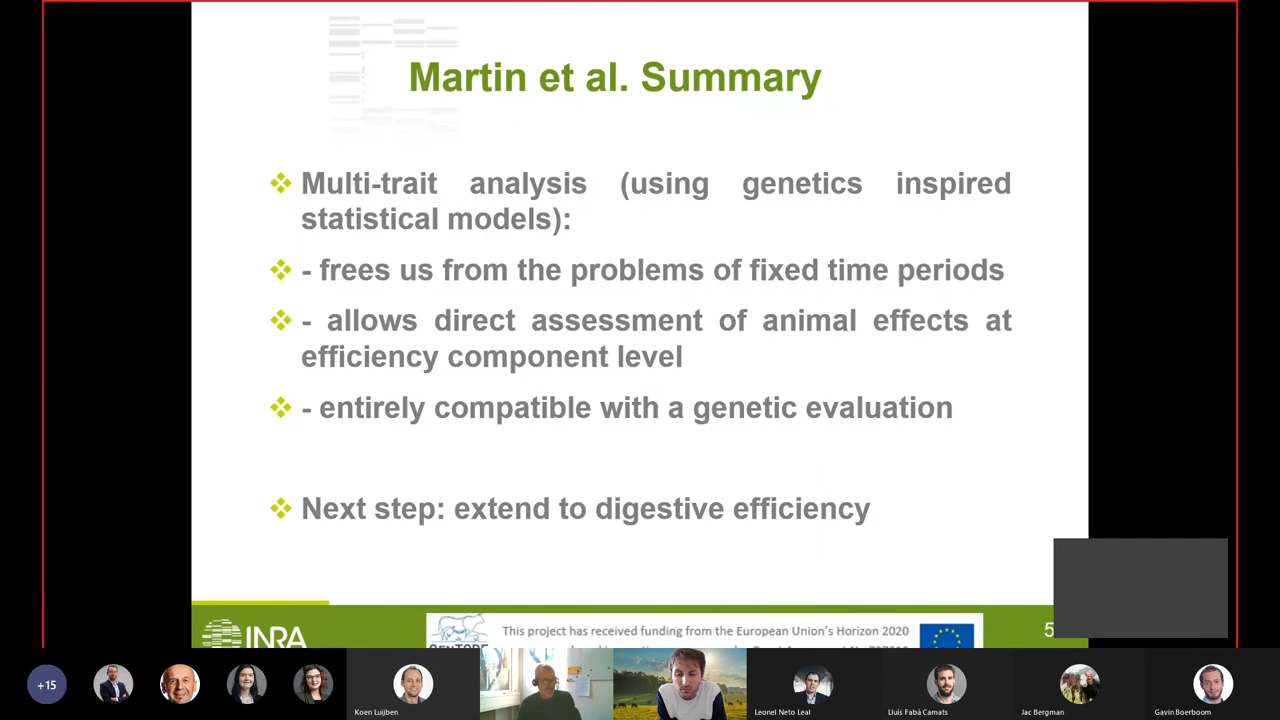 Martin et al. Summary
Multi-trait analysis (using genetics inspired
statistical models):
- frees us from the problems of fixed time periods
- allows direct assessment of animal effects at
efficiency component level
- entirely compatible with a genetic evaluation
Next step: extend to digestive efficiency
INRA
This project has received funding from the European Union's Horizon 2020
5
+15
Koen Luijben
Leonel Neto Leal
Lluís Fabà Camats
Jac Bergman
Gavin Boerboom